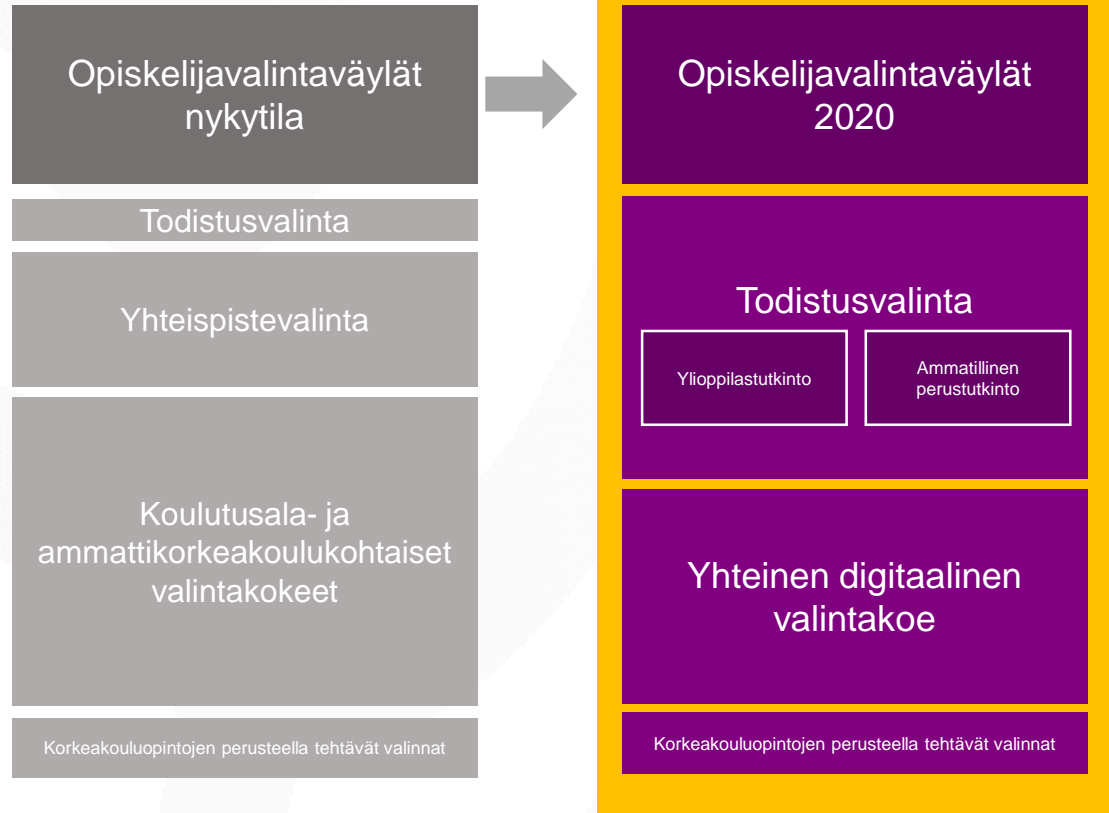 Opiskelijavalintaväylät
nykytila
Todistusvalinta
Yhteispistevalinta
Koulutusala- ja
ammattikorkeakoulukohtaiset
valintakokeet
Korkeakouluopintojen perusteella tehtävät valinnat
Opiskelijavalintaväylät
2020
Todistusvalinta
Ylioppilastutkinto
Ammatillinen
perustutkinto
Yhteinen digitaalinen
valintakoe
Korkeakouluopintojen perusteella tehtävät valinnat